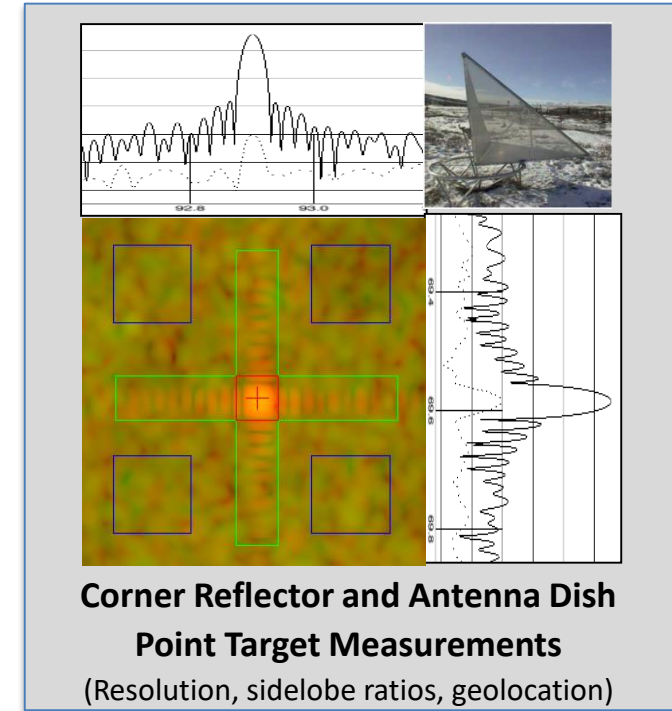 92.8 93.0
69.4
69.6
69.8
Corner Reflector and Antenna Dish
Point Target Measurements
(Resolution, sidelobe ratios, geolocation)